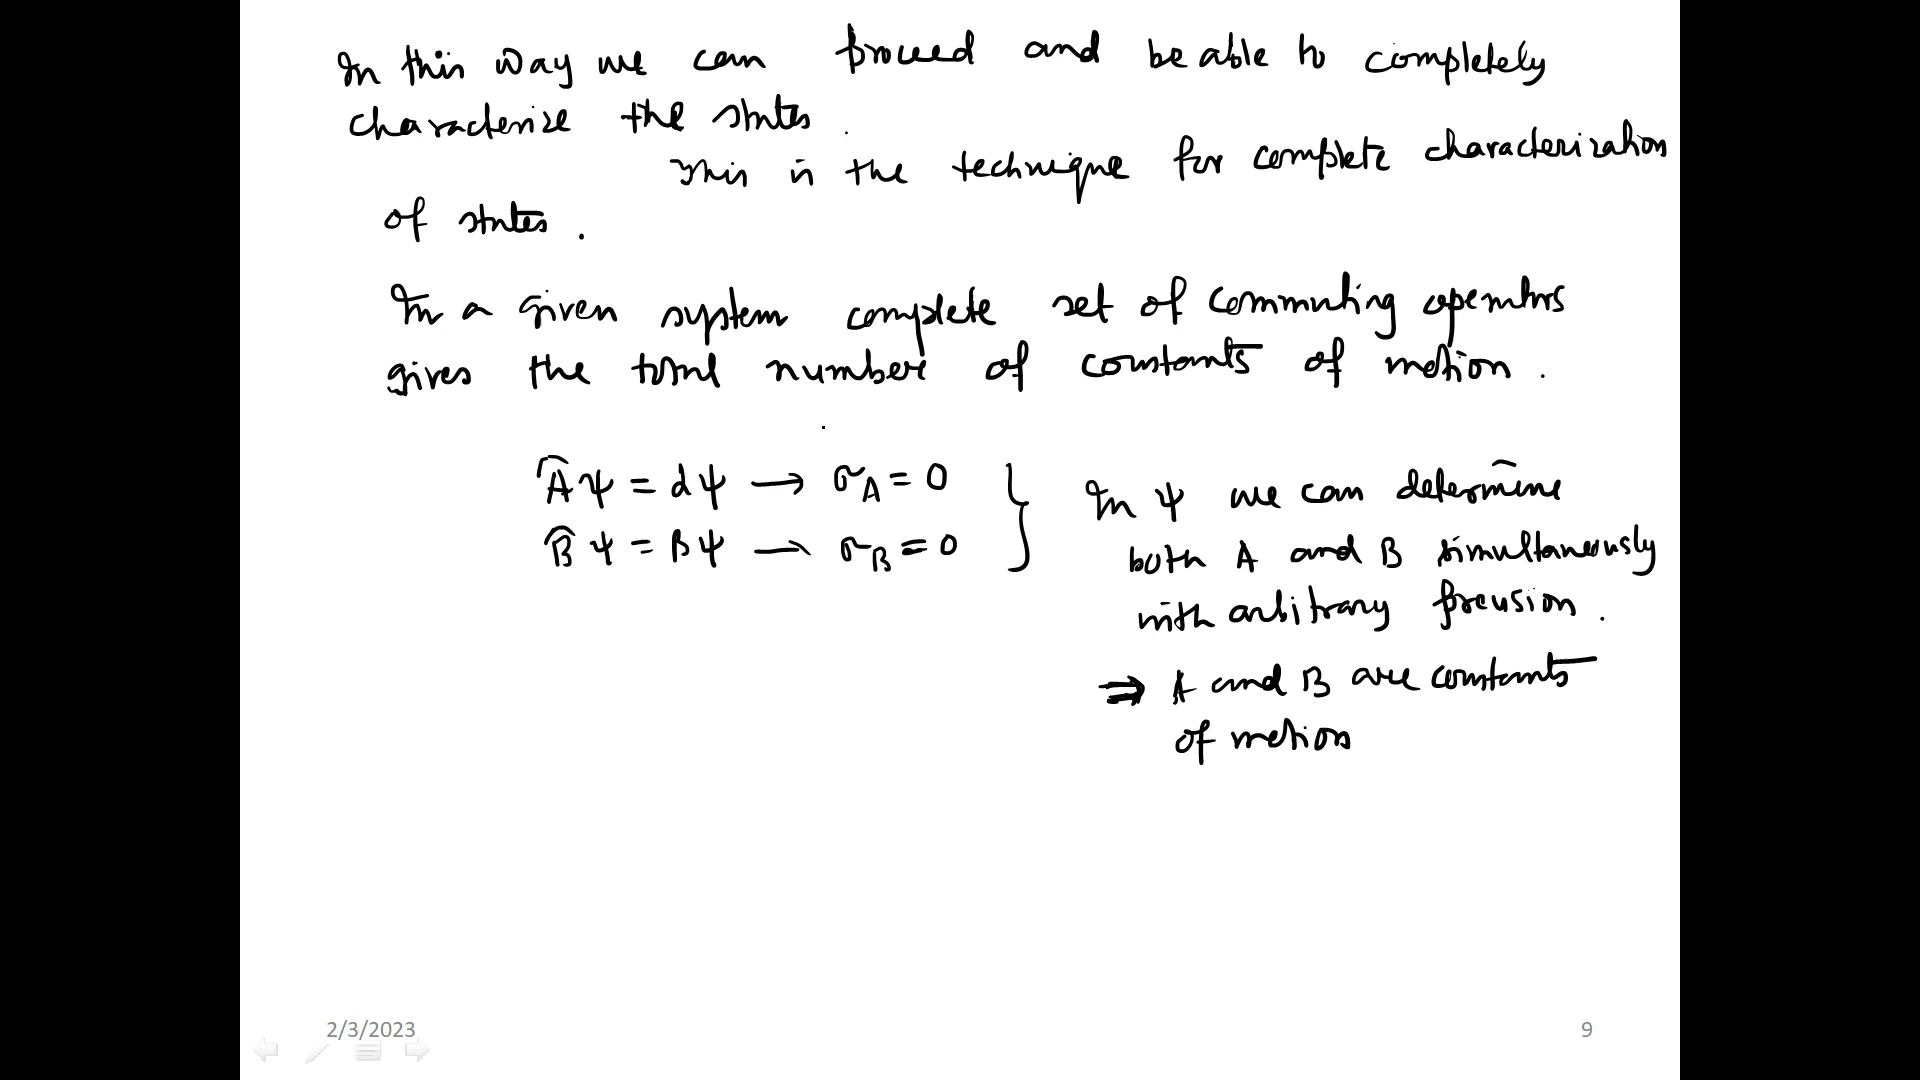 In this way we can proceed and be able to completely
characterize the states.
This is the technique for complete characterization
of states.
In a given system complete set of commuting operators
gives the total number of constants of motion.
Âψ = αψ → σ_A = 0
B̂ψ = βψ → σ_B = 0
In ψ we can determine
both A and B simultaneously
with arbitrary precision.
⇒ A and B are constants
of motion
2/3/2023
9